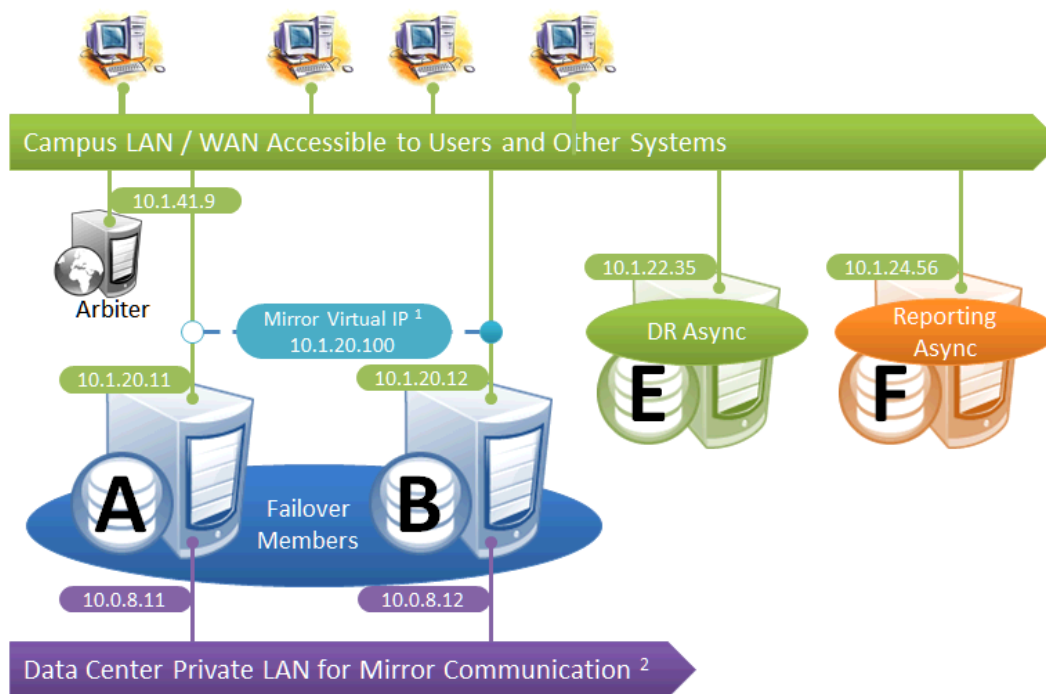 Campus LAN / WAN Accessible to Users and Other Systems
10.1.41.9
Arbiter
10.1.22.35
10.1.24.56
Mirror Virtual IP 1
10.1.20.100
DR Async
Reporting
Async
10.1.20.11
10.1.20.12
E
F
A
B
Failover
Members
10.0.8.11
10.0.8.12
Data Center Private LAN for Mirror Communication 2